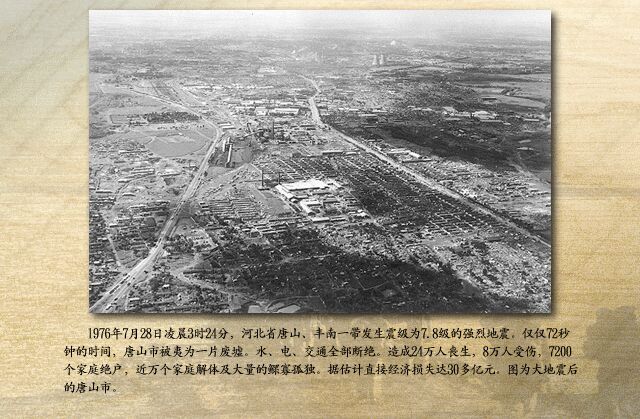 1976年7月28日凌晨3时24分，河北省唐山、丰南一带发生震级为7.8级的强烈地震。仅仅72秒
钟的时间，唐山市被夷为一片废墟。水、电、交通全部断绝。造成24万人丧生，8万人受伤，7200
个家庭绝户，近万个家庭解体及大量的鳏寡孤独。据估计直接经济损失达30多亿元。图为大地震后
的唐山市。